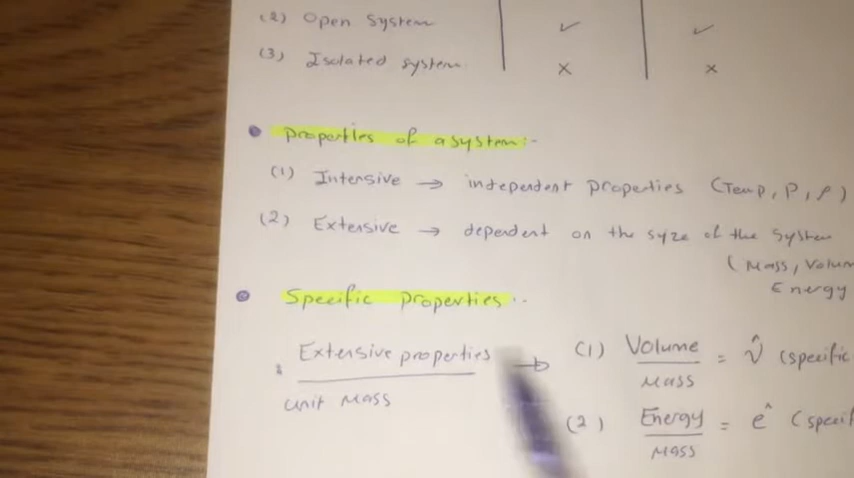 (2) Open System ✓ ✓
(3) Isolated system × ×
• Properties of a system:-
(1) Intensive → independent properties (Temp, P, ρ)
(2) Extensive → dependent on the syze of the system
(Mass, Volum
Energy
• Specific properties:-
Extensive properties → (1) Volume = v̂ (specific
unit Mass Mass
(2) Energy = ê (specif
Mass